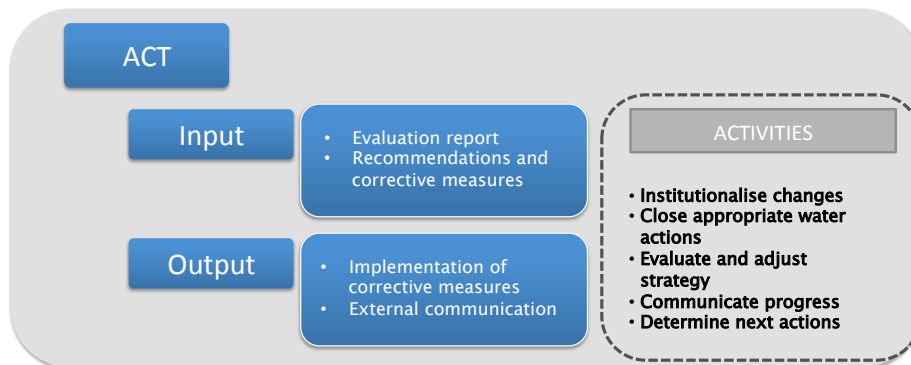 ACT
Input
• Evaluation report
• Recommendations and
corrective measures
Output
• Implementation of
corrective measures
• External communication
ACTIVITIES
• Institutionalise changes
• Close appropriate water
actions
• Evaluate and adjust
strategy
• Communicate progress
• Determine next actions